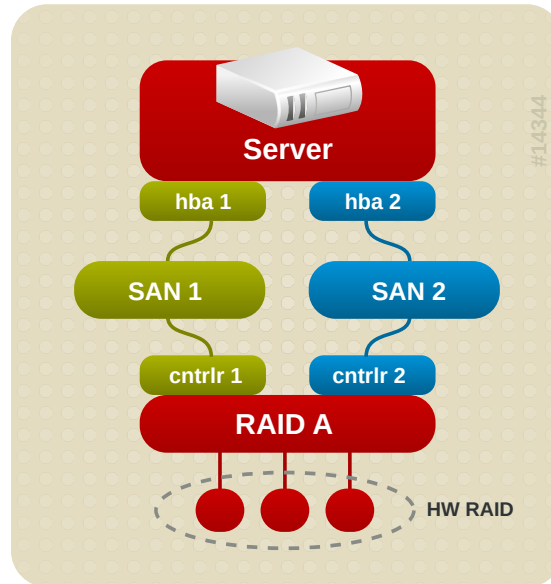 #14344
Server
hba 1
hba 2
SAN 1
SAN 2
cntrlr 1
cntrlr 2
RAID A
HW RAID